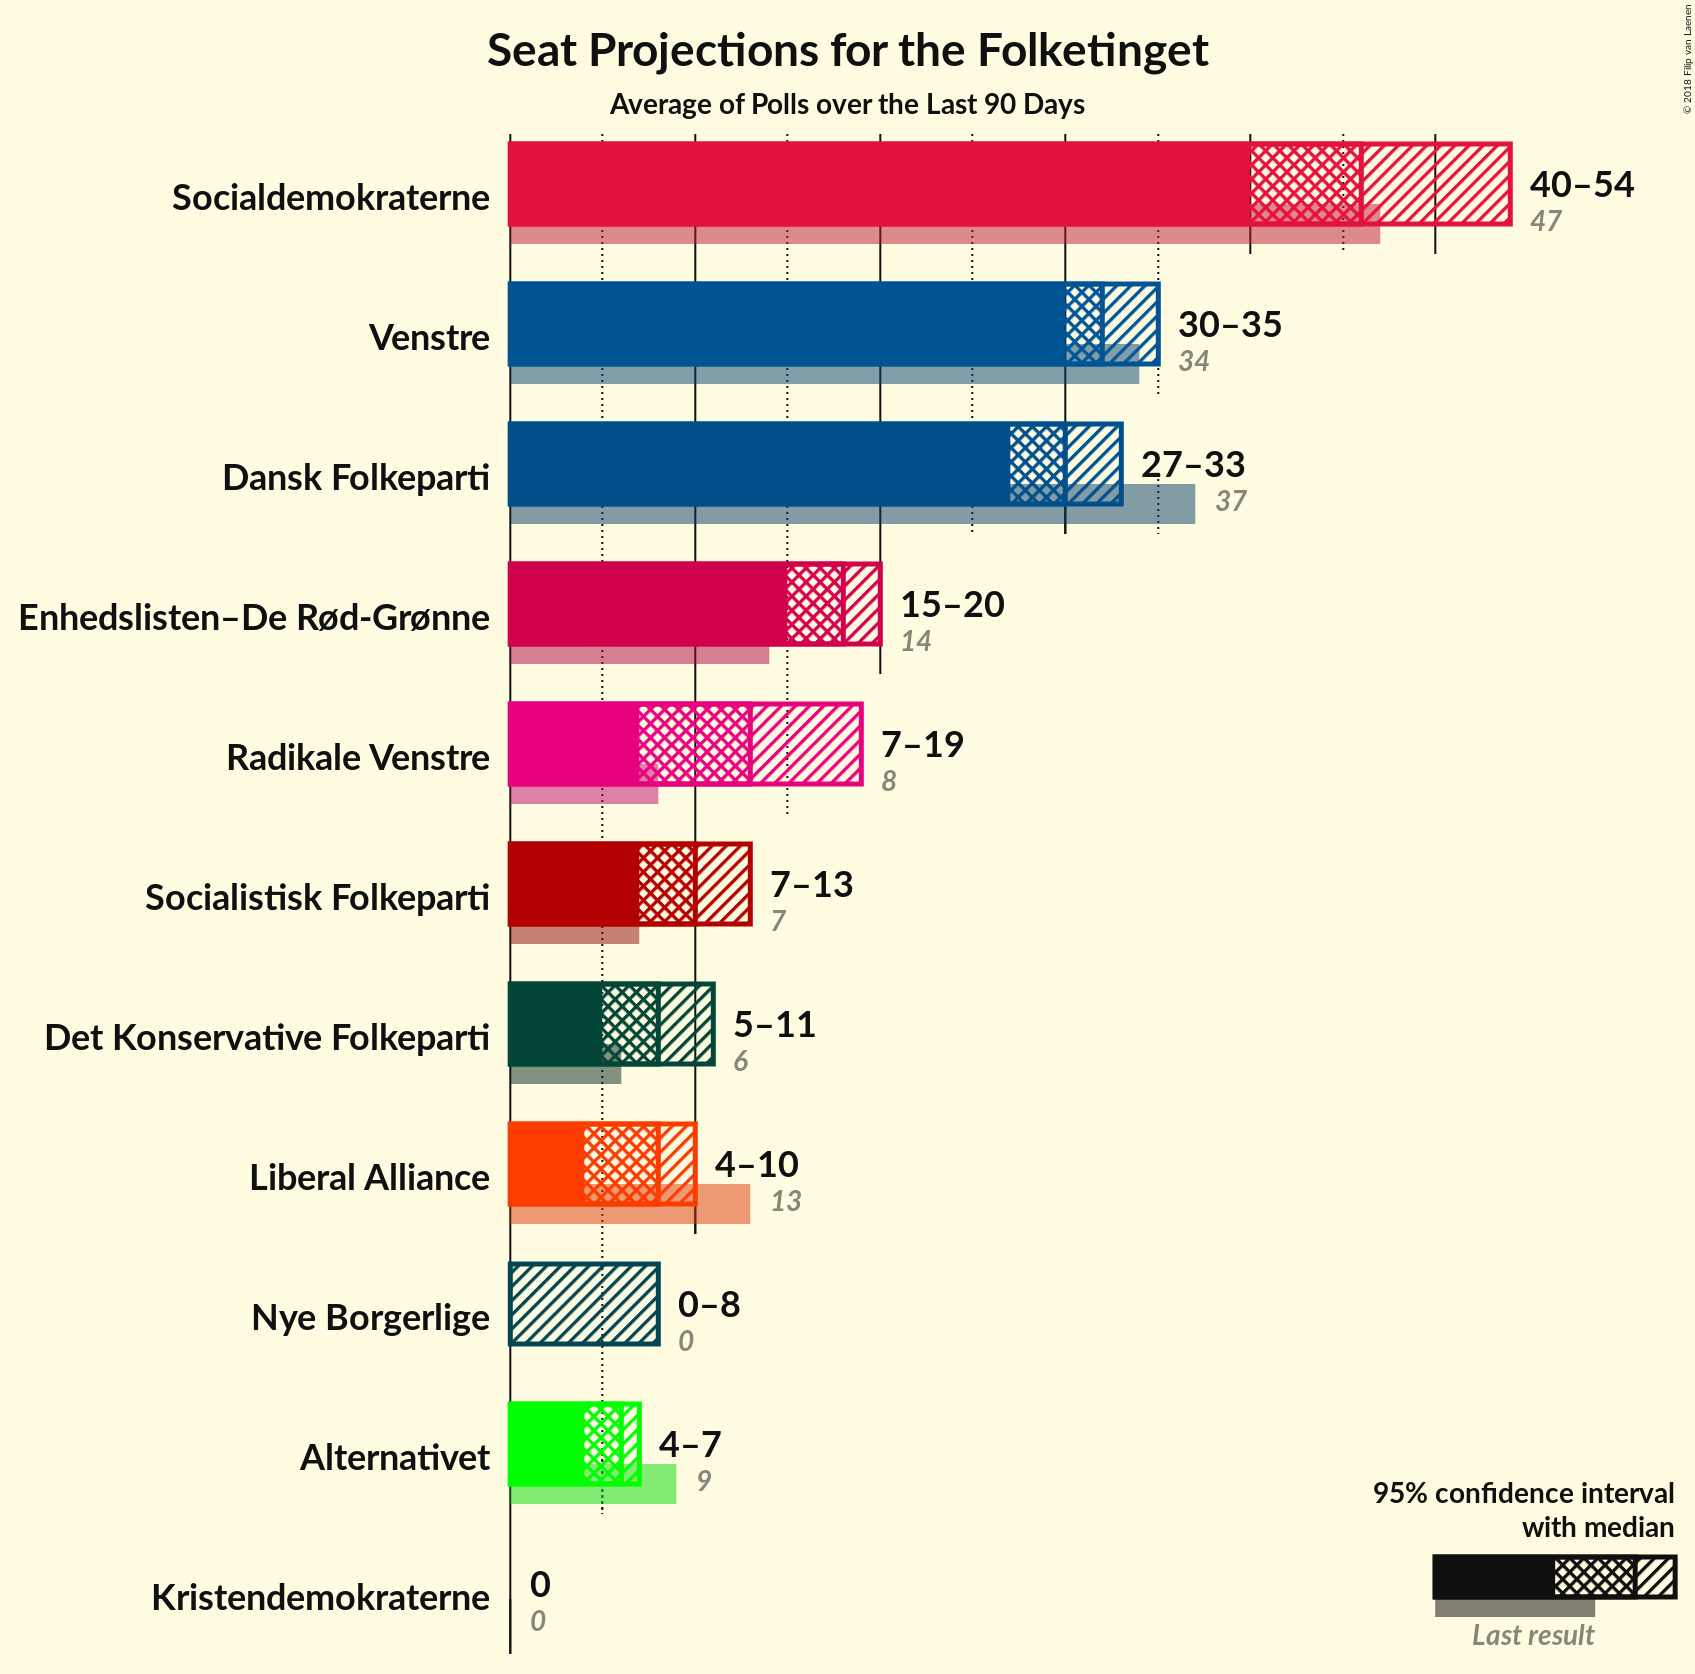 Seat Projections for the Folketinget
Average of Polls over the Last 90 Days
© 2018 Filip van Laenen
Socialdemokraterne
40–54
47
Venstre
30–35
34
Dansk Folkeparti
27–33
37
Enhedslisten–De Rød-Grønne
15–20
14
Radikale Venstre
7–19
8
Socialistisk Folkeparti
7–13
7
Det Konservative Folkeparti
5–11
6
Liberal Alliance
4–10
13
Nye Borgerlige
0–8
0
Alternativet
4–7
9
Kristendemokraterne
0
0
95% confidence interval
with median
Last result